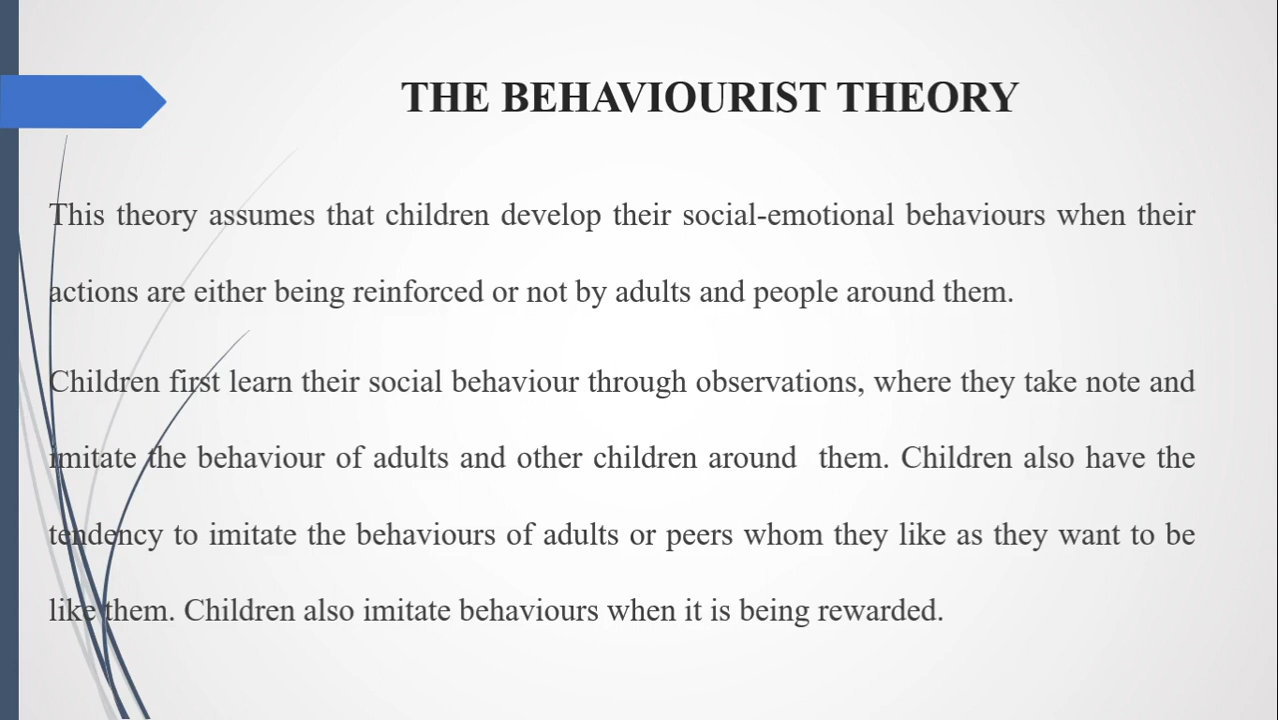 THE BEHAVIOURIST THEORY
This theory assumes that children develop their social-emotional behaviours when their
actions are either being reinforced or not by adults and people around them.
Children first learn their social behaviour through observations, where they take note and
imitate the behaviour of adults and other children around  them. Children also have the
tendency to imitate the behaviours of adults or peers whom they like as they want to be
like them. Children also imitate behaviours when it is being rewarded.